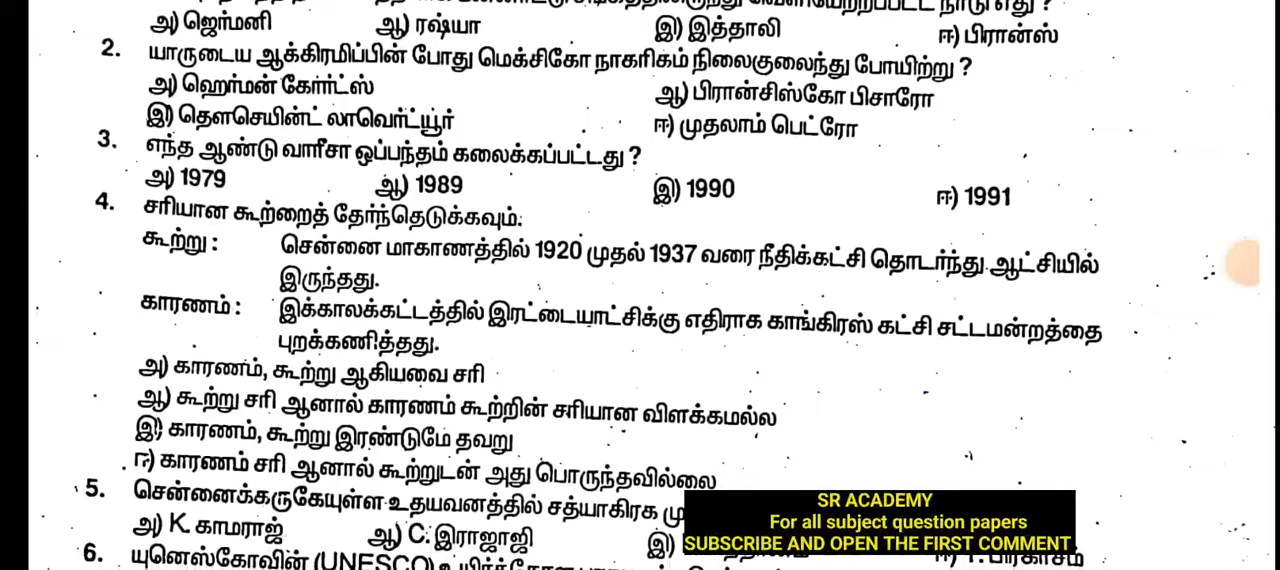 நாடு எது ?
அ) ஜெர்மனி ஆ) ரஷ்யா இ) இத்தாலி ஈ) பிரான்ஸ்
2. யாருடைய ஆக்கிரமிப்பின் போது மெக்சிகோ நாகரிகம் நிலைகுலைந்து போயிற்று ?
அ) ஹெர்மன் கோர்ட்ஸ் ஆ) பிரான்சிஸ்கோ பிசாரோ
இ) தௌசெயின்ட் லாவெர்ட்யூர் ஈ) முதலாம் பெட்ரோ
3. எந்த ஆண்டு வார்சா ஒப்பந்தம் கலைக்கப்பட்டது ?
அ) 1979 ஆ) 1989 இ) 1990 ஈ) 1991
4. சரியான கூற்றைத் தேர்ந்தெடுக்கவும்.
கூற்று : சென்னை மாகாணத்தில் 1920 முதல் 1937 வரை நீதிக்கட்சி தொடர்ந்து ஆட்சியில்
இருந்தது.
காரணம் : இக்காலக்கட்டத்தில் இரட்டையாட்சிக்கு எதிராக காங்கிரஸ் கட்சி சட்டமன்றத்தை
புறக்கணித்தது.
அ) காரணம், கூற்று ஆகியவை சரி
ஆ) கூற்று சரி ஆனால் காரணம் கூற்றின் சரியான விளக்கமல்ல
இ) காரணம், கூற்று இரண்டுமே தவறு
ஈ) காரணம் சரி ஆனால் கூற்றுடன் அது பொருந்தவில்லை
5. சென்னைக்கருகேயுள்ள உதயவனத்தில் சத்யாகிரக மு
அ) K. காமராஜ் ஆ) C. இராஜாஜி இ)
SR ACADEMY
For all subject question papers
SUBSCRIBE AND OPEN THE FIRST COMMENT
6. யுனெஸ்கோவின் (UNESCO)